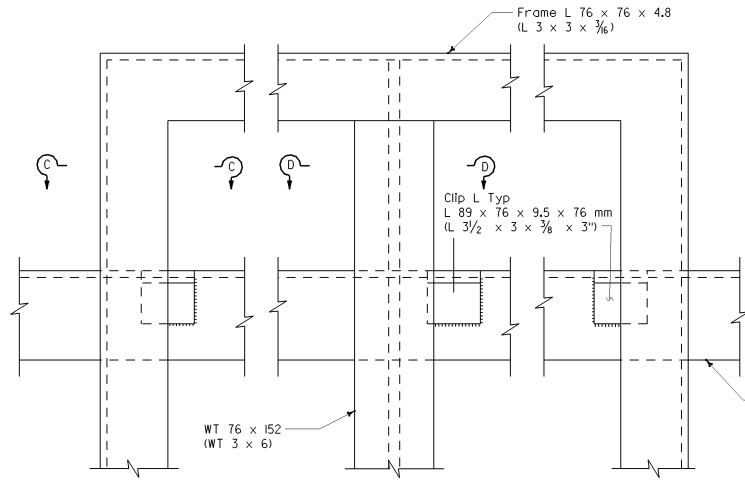 Frame L 76 x 76 x 4.8
(L 3 x 3 x 3/16)
C
C
D
D
Clip L Typ
L 89 x 76 x 9.5 x 76 mm
(L 3 1/2 x 3 x 3/8 x 3")
WT 76 x 152
(WT 3 x 6)